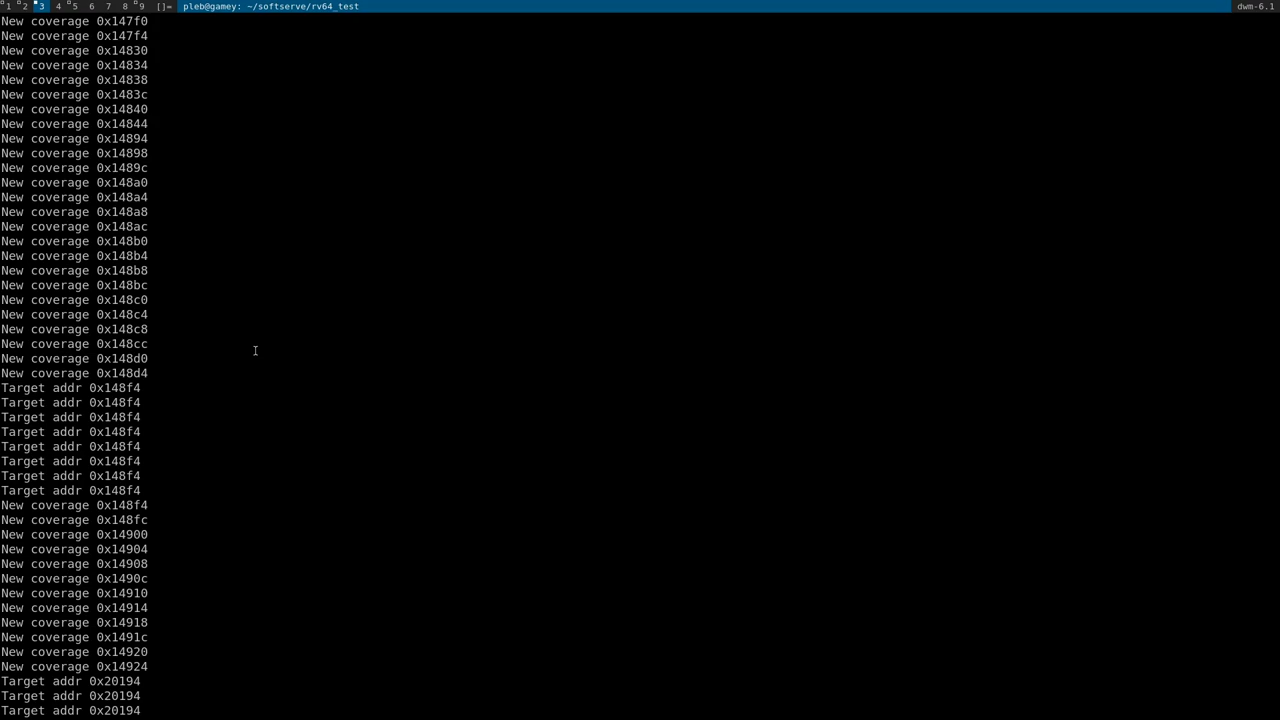 1 2 3 4 5 6 7 8 9 []= pleb@gamey: ~/softserve/rv64_test dwm-6.1
New coverage 0x147f0
New coverage 0x147f4
New coverage 0x14830
New coverage 0x14834
New coverage 0x14838
New coverage 0x1483c
New coverage 0x14840
New coverage 0x14844
New coverage 0x14894
New coverage 0x14898
New coverage 0x1489c
New coverage 0x148a0
New coverage 0x148a4
New coverage 0x148a8
New coverage 0x148ac
New coverage 0x148b0
New coverage 0x148b4
New coverage 0x148b8
New coverage 0x148bc
New coverage 0x148c0
New coverage 0x148c4
New coverage 0x148c8
New coverage 0x148cc
New coverage 0x148d0
New coverage 0x148d4
Target addr 0x148f4
Target addr 0x148f4
Target addr 0x148f4
Target addr 0x148f4
Target addr 0x148f4
Target addr 0x148f4
Target addr 0x148f4
Target addr 0x148f4
New coverage 0x148f4
New coverage 0x148fc
New coverage 0x14900
New coverage 0x14904
New coverage 0x14908
New coverage 0x1490c
New coverage 0x14910
New coverage 0x14914
New coverage 0x14918
New coverage 0x1491c
New coverage 0x14920
New coverage 0x14924
Target addr 0x20194
Target addr 0x20194
Target addr 0x20194